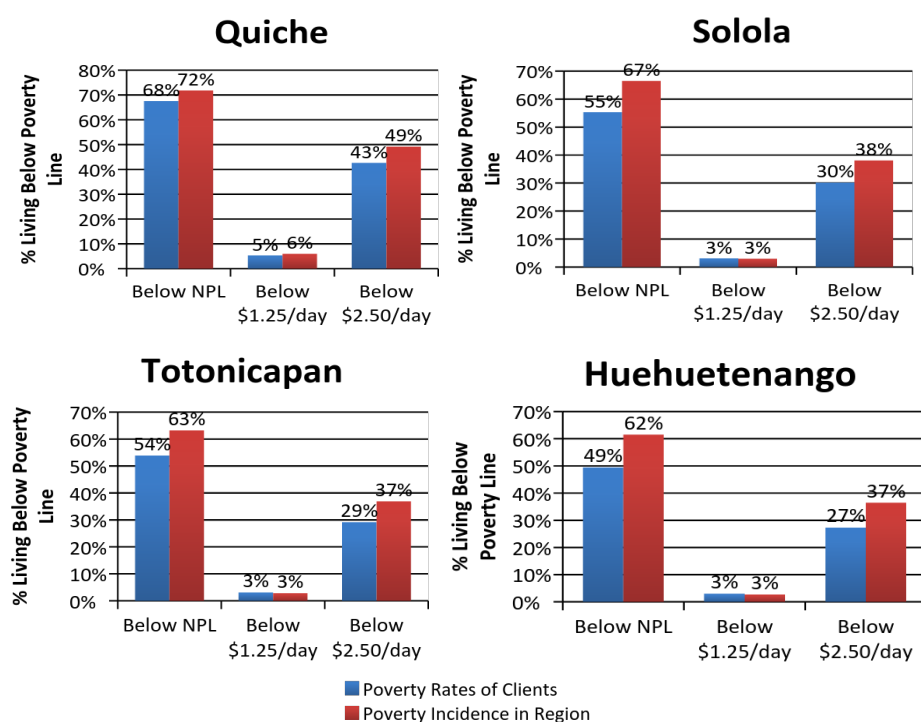 Quiche
% Living Below Poverty
Line
80%
70%
60%
50%
40%
30%
20%
10%
0%
68%
72%
5%
6%
43%
49%
Below NPL
Below
$1.25/day
Below
$2.50/day
Solola
% Living Below Poverty
Line
70%
60%
50%
40%
30%
20%
10%
0%
55%
67%
3%
3%
30%
38%
Below NPL
Below
$1.25/day
Below
$2.50/day
Totonicapan
% Living Below Poverty
Line
70%
60%
50%
40%
30%
20%
10%
0%
54%
63%
3%
3%
29%
37%
Below NPL
Below
$1.25/day
Below
$2.50/day
Huehuetenango
% Living Below
Poverty Line
70%
60%
50%
40%
30%
20%
10%
0%
49%
62%
3%
3%
27%
37%
Below NPL
Below
$1.25/day
Below
$2.50/day
Poverty Rates of Clients
Poverty Incidence in Region